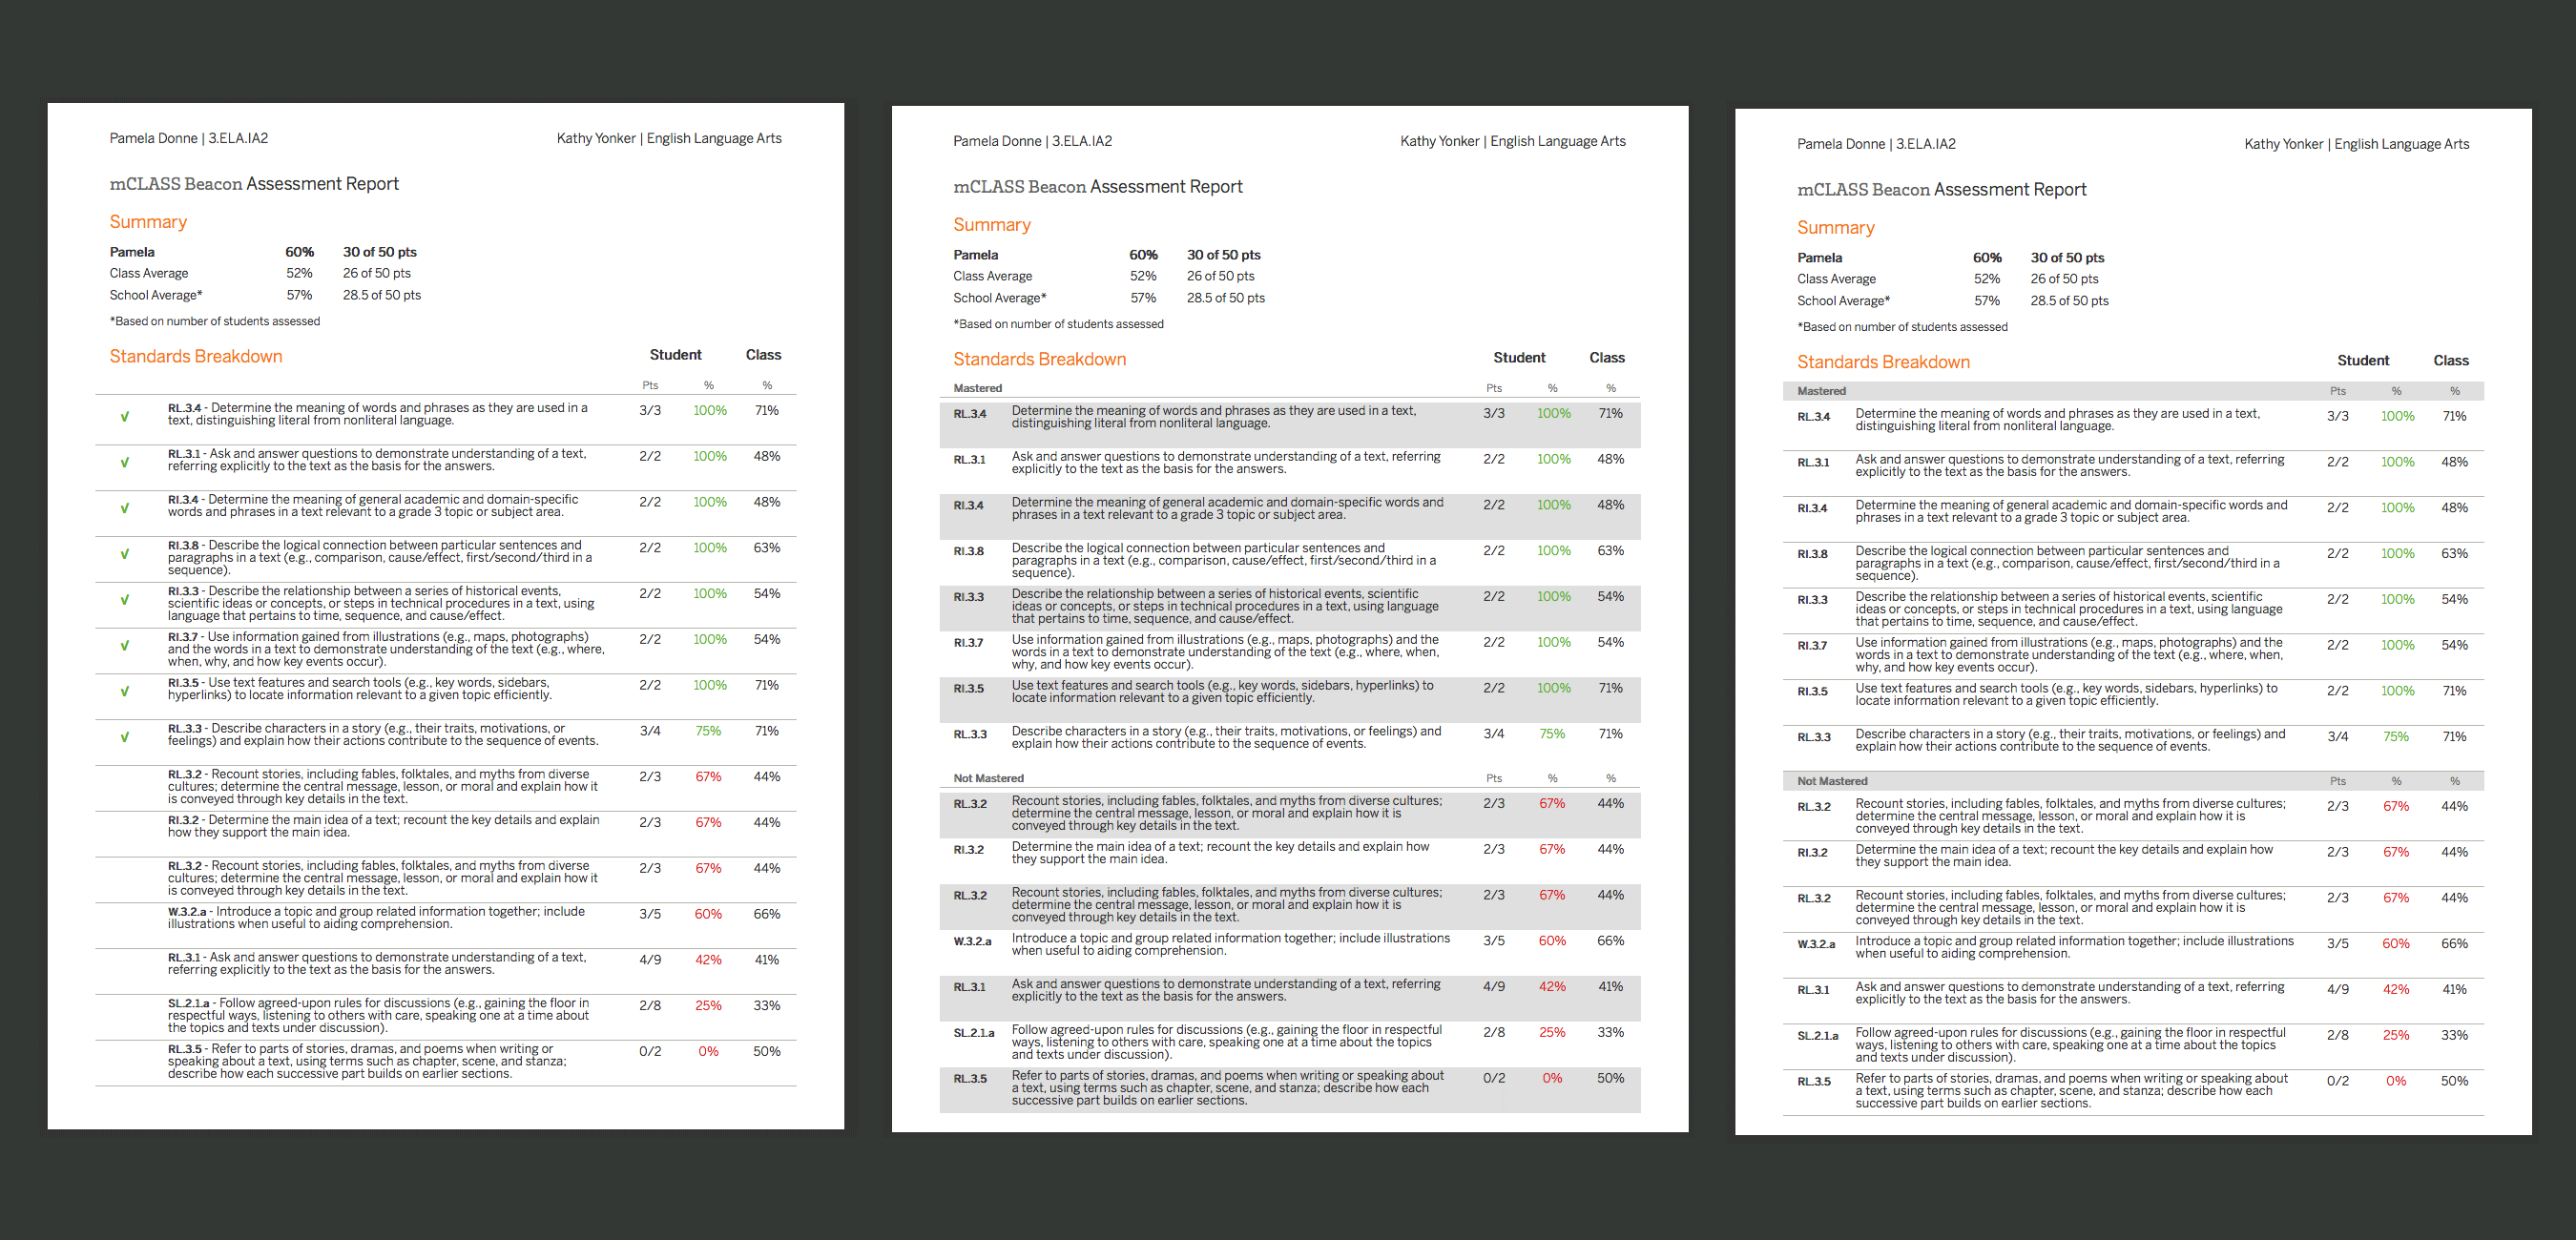 Pamela Donne | 3.ELA.IA2 Kathy Yonker | English Language Arts
mCLASS Beacon Assessment Report
Summary
Pamela 60% 30 of 50 pts
Class Average 52% 26 of 50 pts
School Average* 57% 28.5 of 50 pts
*Based on number of students assessed
Standards Breakdown Student Class
Pts % %
√ RL.3.4 - Determine the meaning of words and phrases as they are used in a 3/3 100% 71%
text, distinguishing literal from nonliteral language.
√ RL.3.1 - Ask and answer questions to demonstrate understanding of a text, 2/2 100% 48%
referring explicitly to the text as the basis for the answers.
√ RI.3.4 - Determine the meaning of general academic and domain-specific 2/2 100% 48%
words and phrases in a text relevant to a grade 3 topic or subject area.
√ RI.3.8 - Describe the logical connection between particular sentences and 2/2 100% 63%
paragraphs in a text (e.g., comparison, cause/effect, first/second/third in a
sequence).
√ RI.3.3 - Describe the relationship between a series of historical events, 2/2 100% 54%
scientific ideas or concepts, or steps in technical procedures in a text, using
language that pertains to time, sequence, and cause/effect.
√ RI.3.7 - Use information gained from illustrations (e.g., maps, photographs) 2/2 100% 54%
and the words in a text to demonstrate understanding of the text (e.g., where,
when, why, and how key events occur).
√ RI.3.5 - Use text features and search tools (e.g., key words, sidebars, 2/2 100% 71%
hyperlinks) to locate information relevant to a given topic efficiently.
√ RL.3.3 - Describe characters in a story (e.g., their traits, motivations, or 3/4 75% 71%
feelings) and explain how their actions contribute to the sequence of events.
RL.3.2 - Recount stories, including fables, folktales, and myths from diverse 2/3 67% 44%
cultures; determine the central message, lesson, or moral and explain how it
is conveyed through key details in the text.
RI.3.2 - Determine the main idea of a text; recount the key details and explain 2/3 67% 44%
how they support the main idea.
RL.3.2 - Recount stories, including fables, folktales, and myths from diverse 2/3 67% 44%
cultures; determine the central message, lesson, or moral and explain how it
is conveyed through key details in the text.
W.3.2.a - Introduce a topic and group related information together; include 3/5 60% 66%
illustrations when useful to aiding comprehension.
RL.3.1 - Ask and answer questions to demonstrate understanding of a text, 4/9 42% 41%
referring explicitly to the text as the basis for the answers.
SL.2.1.a - Follow agreed-upon rules for discussions (e.g., gaining the floor in 2/8 25% 33%
respectful ways, listening to others with care, speaking one at a time about
the topics and texts under discussion).
RL.3.5 - Refer to parts of stories, dramas, and poems when writing or 0/2 0% 50%
speaking about a text, using terms such as chapter, scene, and stanza;
describe how each successive part builds on earlier sections.
Pamela Donne | 3.ELA.IA2 Kathy Yonker | English Language Arts
mCLASS Beacon Assessment Report
Summary
Pamela 60% 30 of 50 pts
Class Average 52% 26 of 50 pts
School Average* 57% 28.5 of 50 pts
*Based on number of students assessed
Standards Breakdown Student Class
Mastered Pts % %
RL.3.4 Determine the meaning of words and phrases as they are used in a text, 3/3 100% 71%
distinguishing literal from nonliteral language.
RL.3.1 Ask and answer questions to demonstrate understanding of a text, referring 2/2 100% 48%
explicitly to the text as the basis for the answers.
RI.3.4 Determine the meaning of general academic and domain-specific words and 2/2 100% 48%
phrases in a text relevant to a grade 3 topic or subject area.
RI.3.8 Describe the logical connection between particular sentences and 2/2 100% 63%
paragraphs in a text (e.g., comparison, cause/effect, first/second/third in a
sequence).
RI.3.3 Describe the relationship between a series of historical events, scientific 2/2 100% 54%
ideas or concepts, or steps in technical procedures in a text, using language
that pertains to time, sequence, and cause/effect.
RI.3.7 Use information gained from illustrations (e.g., maps, photographs) and the 2/2 100% 54%
words in a text to demonstrate understanding of the text (e.g., where, when,
why, and how key events occur).
RI.3.5 Use text features and search tools (e.g., key words, sidebars, hyperlinks) to 2/2 100% 71%
locate information relevant to a given topic efficiently.
RL.3.3 Describe characters in a story (e.g., their traits, motivations, or feelings) and 3/4 75% 71%
explain how their actions contribute to the sequence of events.
Not Mastered Pts % %
RL.3.2 Recount stories, including fables, folktales, and myths from diverse cultures; 2/3 67% 44%
determine the central message, lesson, or moral and explain how it is
conveyed through key details in the text.
RI.3.2 Determine the main idea of a text; recount the key details and explain how 2/3 67% 44%
they support the main idea.
RL.3.2 Recount stories, including fables, folktales, and myths from diverse cultures; 2/3 67% 44%
determine the central message, lesson, or moral and explain how it is
conveyed through key details in the text.
W.3.2.a Introduce a topic and group related information together; include illustrations 3/5 60% 66%
when useful to aiding comprehension.
RL.3.1 Ask and answer questions to demonstrate understanding of a text, referring 4/9 42% 41%
explicitly to the text as the basis for the answers.
SL.2.1.a Follow agreed-upon rules for discussions (e.g., gaining the floor in respectful 2/8 25% 33%
ways, listening to others with care, speaking one at a time about the topics
and texts under discussion).
RL.3.5 Refer to parts of stories, dramas, and poems when writing or speaking about 0/2 0% 50%
a text, using terms such as chapter, scene, and stanza; describe how each
successive part builds on earlier sections.
Pamela Donne | 3.ELA.IA2 Kathy Yonker | English Language Arts
mCLASS Beacon Assessment Report
Summary
Pamela 60% 30 of 50 pts
Class Average 52% 26 of 50 pts
School Average* 57% 28.5 of 50 pts
*Based on number of students assessed
Standards Breakdown Student Class
Mastered Pts % %
RL.3.4 Determine the meaning of words and phrases as they are used in a text, 3/3 100% 71%
distinguishing literal from nonliteral language.
RL.3.1 Ask and answer questions to demonstrate understanding of a text, referring 2/2 100% 48%
explicitly to the text as the basis for the answers.
RI.3.4 Determine the meaning of general academic and domain-specific words and 2/2 100% 48%
phrases in a text relevant to a grade 3 topic or subject area.
RI.3.8 Describe the logical connection between particular sentences and 2/2 100% 63%
paragraphs in a text (e.g., comparison, cause/effect, first/second/third in a
sequence).
RI.3.3 Describe the relationship between a series of historical events, scientific 2/2 100% 54%
ideas or concepts, or steps in technical procedures in a text, using language
that pertains to time, sequence, and cause/effect.
RI.3.7 Use information gained from illustrations (e.g., maps, photographs) and the 2/2 100% 54%
words in a text to demonstrate understanding of the text (e.g., where, when,
why, and how key events occur).
RI.3.5 Use text features and search tools (e.g., key words, sidebars, hyperlinks) to 2/2 100% 71%
locate information relevant to a given topic efficiently.
RL.3.3 Describe characters in a story (e.g., their traits, motivations, or feelings) and 3/4 75% 71%
explain how their actions contribute to the sequence of events.
Not Mastered Pts % %
RL.3.2 Recount stories, including fables, folktales, and myths from diverse cultures; 2/3 67% 44%
determine the central message, lesson, or moral and explain how it is
conveyed through key details in the text.
RI.3.2 Determine the main idea of a text; recount the key details and explain how 2/3 67% 44%
they support the main idea.
RL.3.2 Recount stories, including fables, folktales, and myths from diverse cultures; 2/3 67% 44%
determine the central message, lesson, or moral and explain how it is
conveyed through key details in the text.
W.3.2.a Introduce a topic and group related information together; include illustrations 3/5 60% 66%
when useful to aiding comprehension.
RL.3.1 Ask and answer questions to demonstrate understanding of a text, referring 4/9 42% 41%
explicitly to the text as the basis for the answers.
SL.2.1.a Follow agreed-upon rules for discussions (e.g., gaining the floor in respectful 2/8 25% 33%
ways, listening to others with care, speaking one at a time about the topics
and texts under discussion).
RL.3.5 Refer to parts of stories, dramas, and poems when writing or speaking about 0/2 0% 50%
a text, using terms such as chapter, scene, and stanza; describe how each
successive part builds on earlier sections.